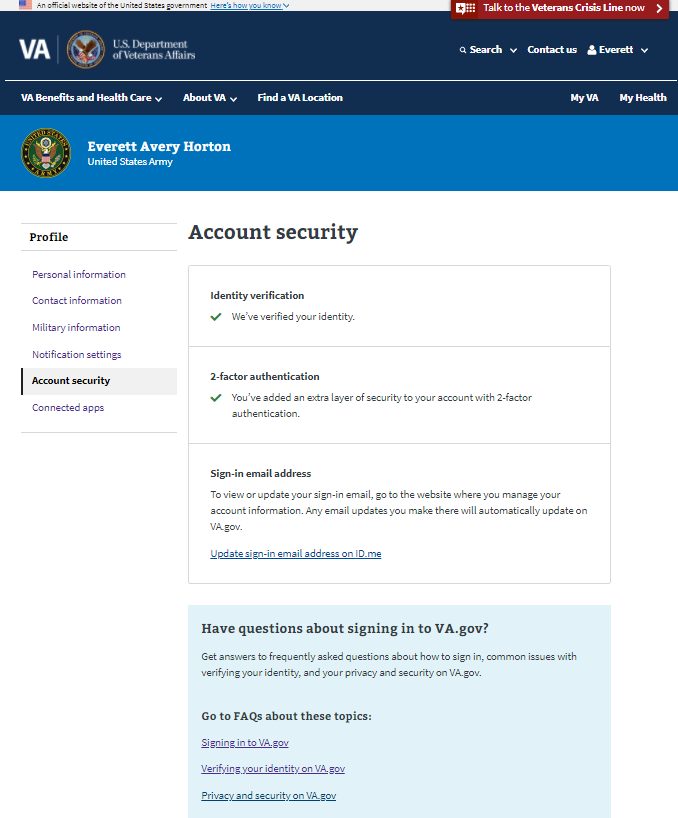 An official website of the United States government Here's how you know
Talk to the Veterans Crisis Line now
VA
U.S. Department
of Veterans Affairs
Search
Contact us
Everett
VA Benefits and Health Care
About VA
Find a VA Location
My VA
My Health
UNITED STATES
ARMY
Everett Avery Horton
United States Army
Profile
Personal information
Contact information
Military information
Notification settings
Account security
Connected apps
Account security
Identity verification
We've verified your identity.
2-factor authentication
You've added an extra layer of security to your account with 2-factor
authentication.
Sign-in email address
To view or update your sign-in email, go to the website where you manage your
account information. Any email updates you make there will automatically update on
VA.gov.
Update sign-in email address on ID.me
Have questions about signing in to VA.gov?
Get answers to frequently asked questions about how to sign in, common issues with
verifying your identity, and your privacy and security on VA.gov.
Go to FAQs about these topics:
Signing in to VA.gov
Verifying your identity on VA.gov
Privacy and security on VA.gov